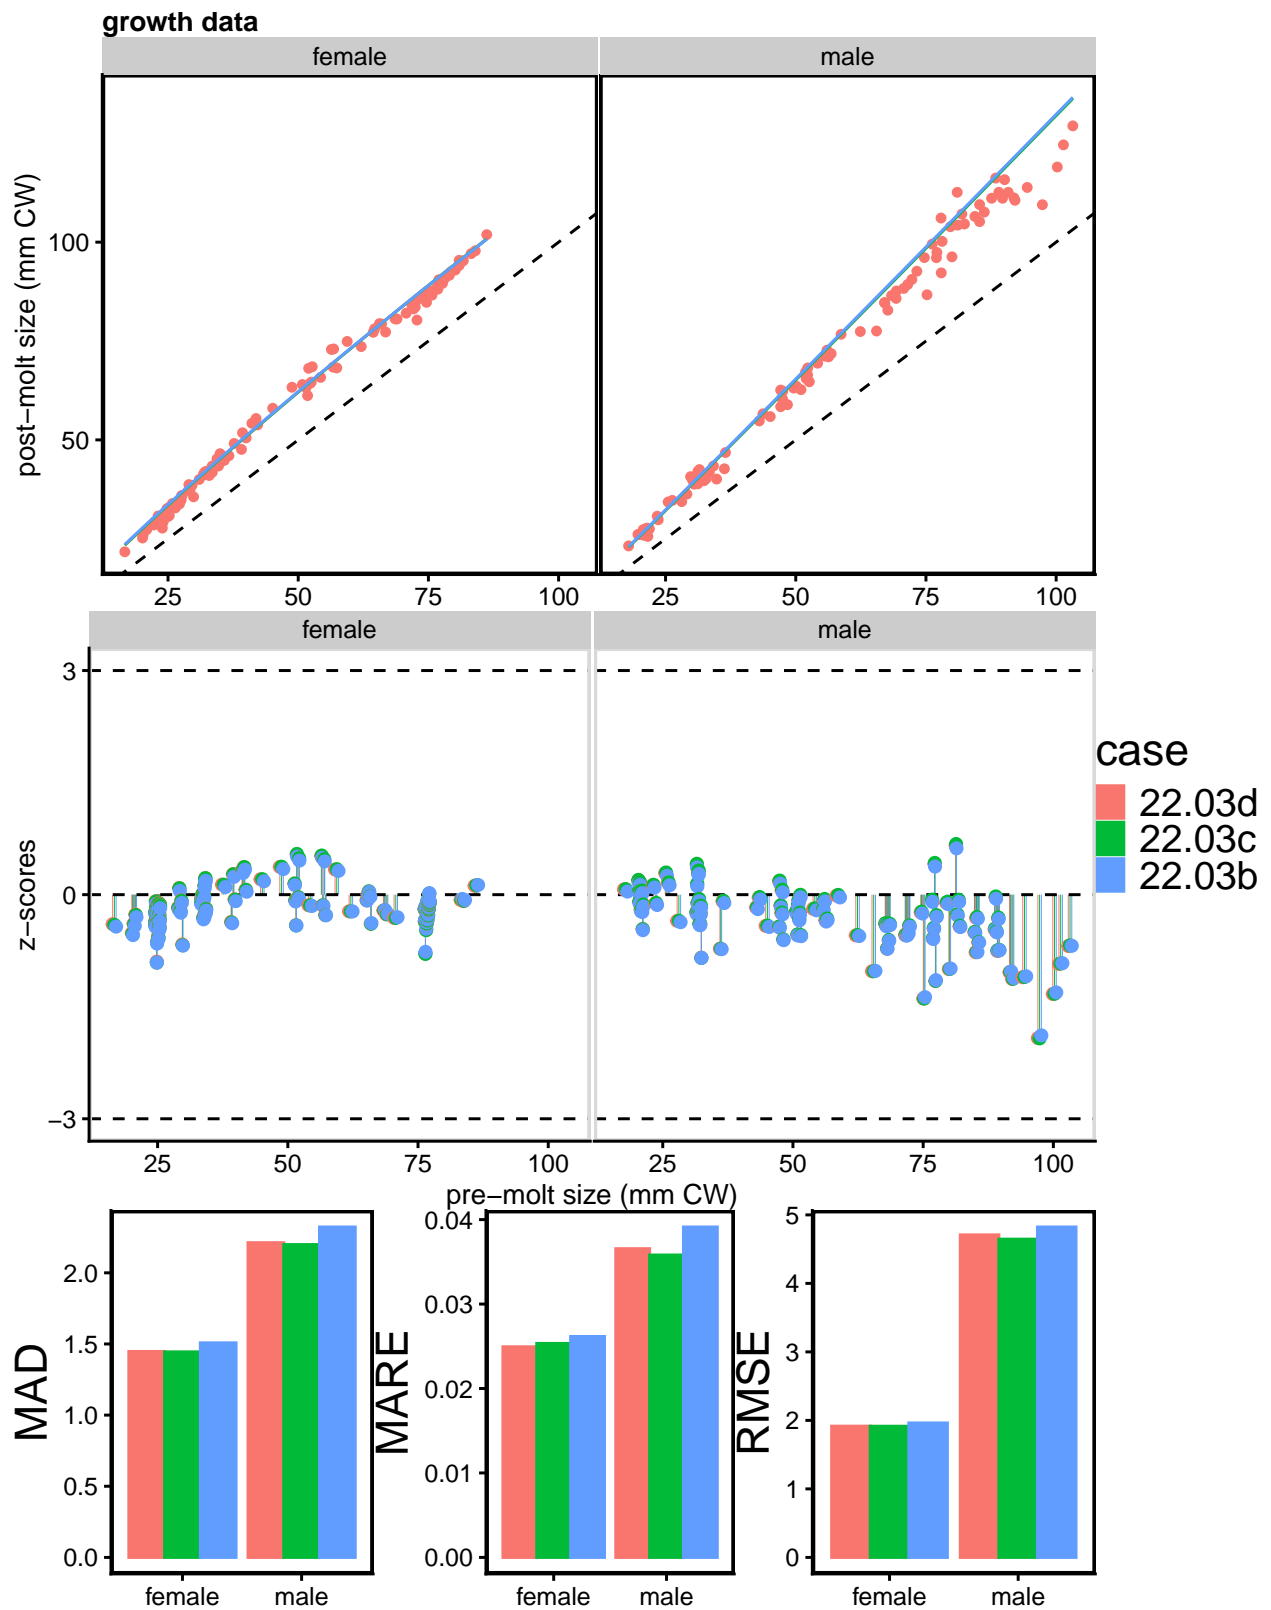 growth data
female male
post−molt size (mm CW)
100
50
25 50 75 100 25 50 75 100
female male
z−scores
3
0
−3
25 50 75 100 25 50 75 100
pre−molt size (mm CW)
case
22.03d
22.03c
22.03b
MAD
2.0
1.5
1.0
0.5
0.0
female male
MARE
0.04
0.03
0.02
0.01
0.00
female male
RMSE
5
4
3
2
1
0
female male